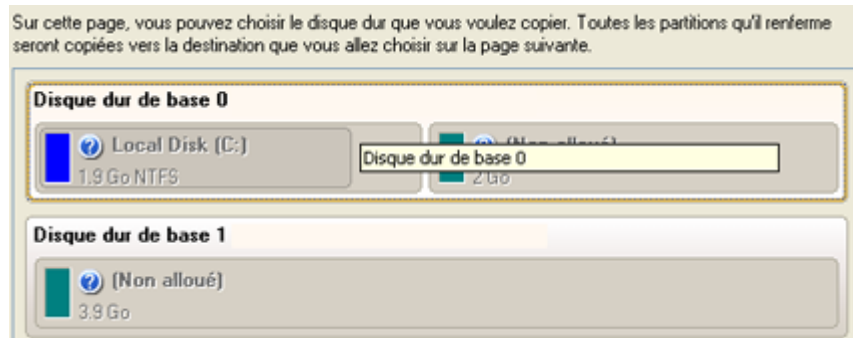 Sur cette page, vous pouvez choisir le disque dur que vous voulez copier. Toutes les partitions qu'il renferme
seront copiées vers la destination que vous allez choisir sur la page suivante.
Disque dur de base 0
Local Disk (C:)
1.9 Go NTFS
(Non alloué)
2 Go
Disque dur de base 0
Disque dur de base 1
(Non alloué)
3.9 Go